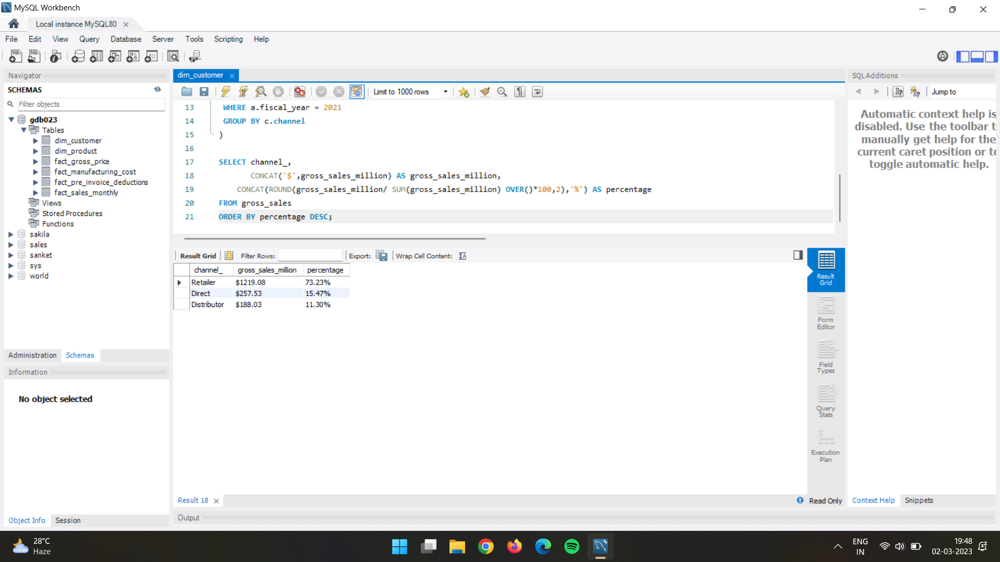 MySQL Workbench
Local instance MySQL80
File Edit View Query Database Server Tools Scripting Help
Navigator
SCHEMAS
Filter objects
gdb023
Tables
dim_customer
dim_product
fact_gross_price
fact_manufacturing_cost
fact_pre_invoice_deductions
fact_sales_monthly
Views
Stored Procedures
Functions
sakila
sales
sanket
sys
world
Administration Schemas
Information
No object selected
Object Info Session
dim_customer
Limit to 1000 rows
13 WHERE a.fiscal_year = 2021
14 GROUP BY c.channel
15 )
16
17 SELECT channel_,
18 CONCAT('$',gross_sales_million) AS gross_sales_million,
19 CONCAT(ROUND(gross_sales_million/ SUM(gross_sales_million) OVER()*100,2),'%') AS percentage
20 FROM gross_sales
21 ORDER BY percentage DESC;
Result Grid Filter Rows: Export: Wrap Cell Content:
channel_ gross_sales_million percentage
Retailer $1219.08 73.23%
Direct $257.53 15.47%
Distributor $188.03 11.30%
Result
Grid
Form
Editor
Field
Types
Query
Stats
Execution
Plan
Result 18
Read Only
Output
SQLAdditions
Jump to
Automatic context help is
disabled. Use the toolbar t
manually get help for the
current caret position or to
toggle automatic help.
Context Help Snippets
28°C
Haze
ENG
IN
19:48
02-03-2023